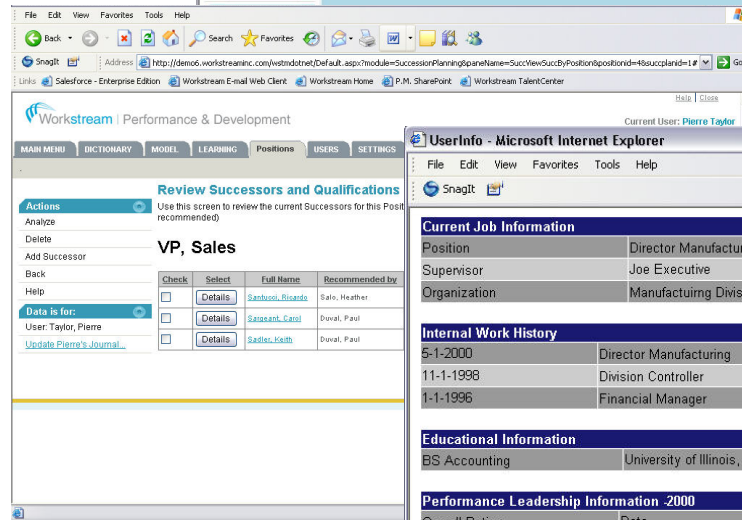 File Edit View Favorites Tools Help
Back Search Favorites
SnagIt Address http://demo6.workstreaminc.com/wstmdotnet/Default.aspx?module=SuccessionPlanning&paneName=SuccViewSuccByPosition&positionid=4&succplanid=1# Go
Links Salesforce - Enterprise Edition Workstream E-mail Web Client Workstream Home P.M. SharePoint Workstream TalentCenter
Help | Close
Workstream | Performance & Development
Current User: Pierre Taylor
MAIN MENU DICTIONARY MODEL LEARNING Positions USERS SETTINGS
Review Successors and Qualifications
Use this screen to review the current Successors for this Posit
recommended)
Actions
Analyze
Delete
Add Successor
Back
Help
Data is for:
User: Taylor, Pierre
Update Pierre's Journal...
VP, Sales
Check Select Full Name Recommended by
Details Santucci, Ricardo Salo, Heather
Details Sargeant, Carol Duval, Paul
Details Sadler, Keith Duval, Paul
UserInfo - Microsoft Internet Explorer
File Edit View Favorites Tools Help
SnagIt
Current Job Information
Position Director Manufactur
Supervisor Joe Executive
Organization Manufactuirng Divis
Internal Work History
5-1-2000 Director Manufacturing
11-1-1998 Division Controller
1-1-1996 Financial Manager
Educational Information
BS Accounting University of Illinois,
Performance Leadership Information -2000